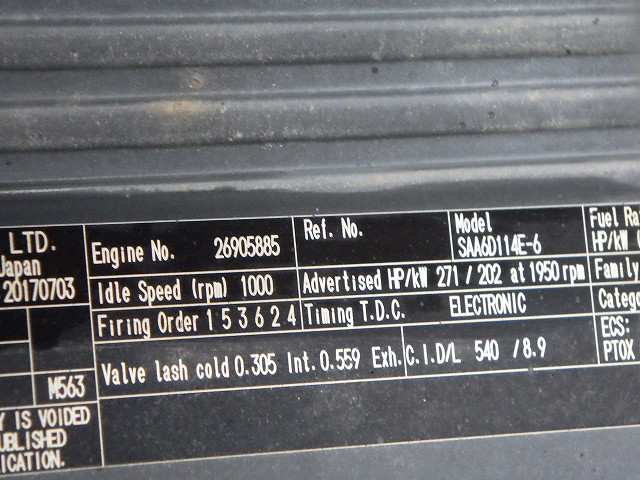 LTD.
Japan
20170703
M563
Y IS VOIDED
UBLISHED
ICATION.
Engine No. 26905885
Ref. No.
Model
SAA6D114E-6
Fuel Ra
HP/kW
Idle Speed (rpm) 1000
Advertised HP/kW 271 / 202 at 1950 rpm
Family
Firing Order 1 5 3 6 2 4
Timing T.D.C. ELECTRONIC
Categ
Valve lash cold 0.305 Int. 0.559 Exh.
C.I.D/L 540 / 8.9
ECS:
PTOX